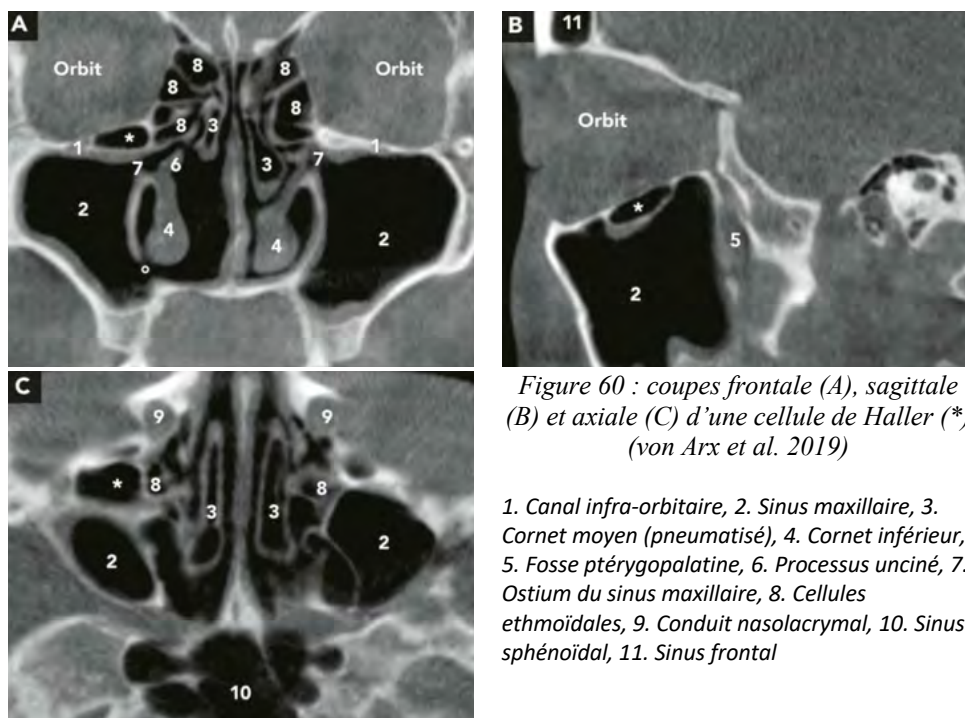 A
Orbit
8
8
Orbit
8
8
8
3
*
1
1
7
6
3
7
2
4
4
2
B
11
Orbit
*
5
2
C
9
9
*
8
8
3
3
2
2
10
Figure 60 : coupes frontale (A), sagittale
(B) et axiale (C) d’une cellule de Haller (*)
(von Arx et al. 2019)
1. Canal infra-orbitaire, 2. Sinus maxillaire, 3.
Cornet moyen (pneumatisé), 4. Cornet inférieur,
5. Fosse ptérygopalatine, 6. Processus unciné, 7.
Ostium du sinus maxillaire, 8. Cellules
ethmoïdales, 9. Conduit nasolacrymal, 10. Sinus
sphénoïdal, 11. Sinus frontal